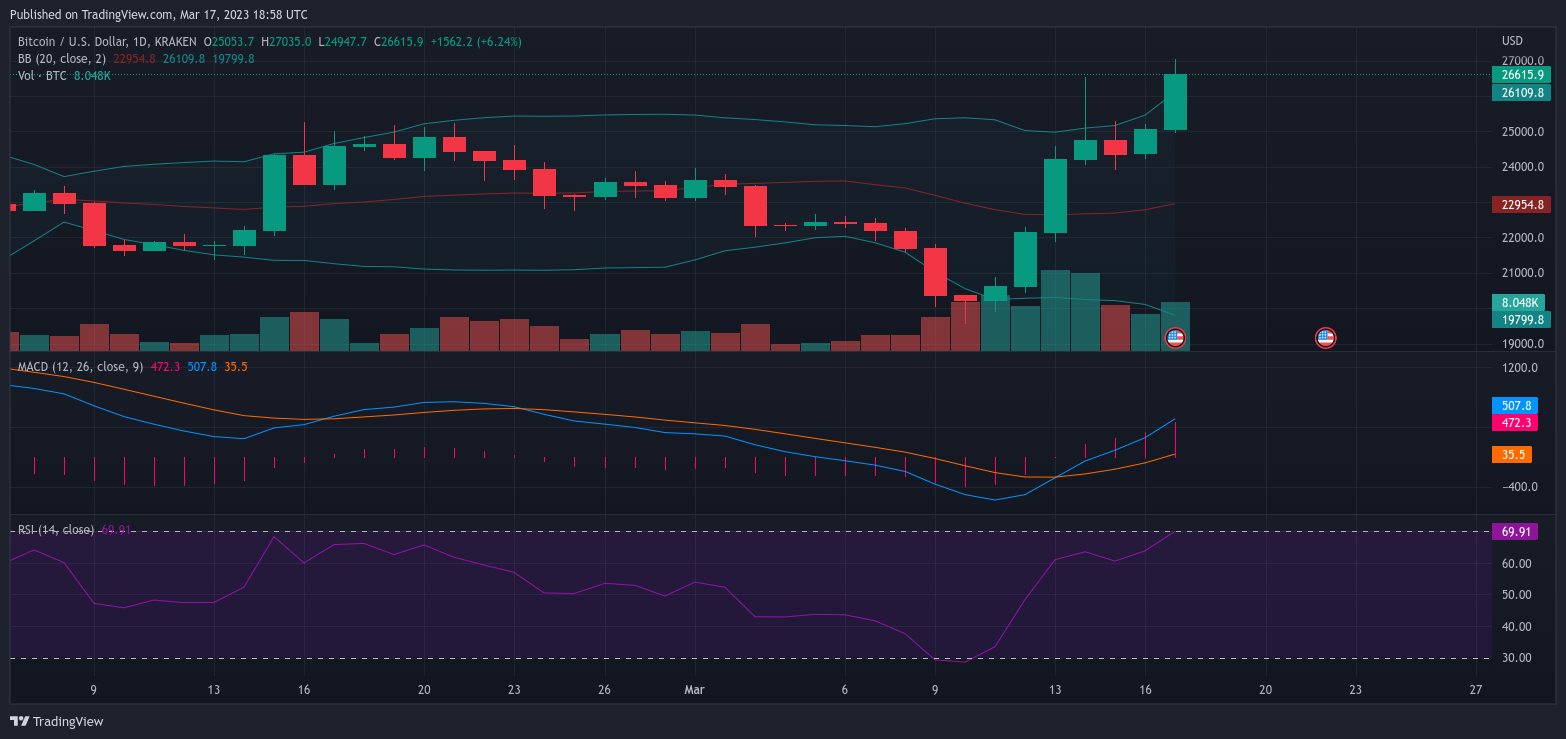 Published on TradingView.com, Mar 17, 2023 18:58 UTC
Bitcoin / U.S. Dollar, 1D, KRAKEN O25053.7 H27035.0 L24947.7 C26615.9 +1562.2 (+6.24%)
BB (20, close, 2) 22954.8 26109.8 19799.8
Vol · BTC 8.048K
USD
27000.0
26615.9
26109.8
25000.0
24000.0
22954.8
22000.0
21000.0
8.048K
19799.8
19000.0
MACD (12, 26, close, 9) 472.3 507.8 35.5
1200.0
507.8
472.3
35.5
−400.0
RSI (14, close) 69.91
69.91
60.00
50.00
40.00
30.00
9 13 16 20 23 26 Mar 6 9 13 16 20 23 27
TradingView